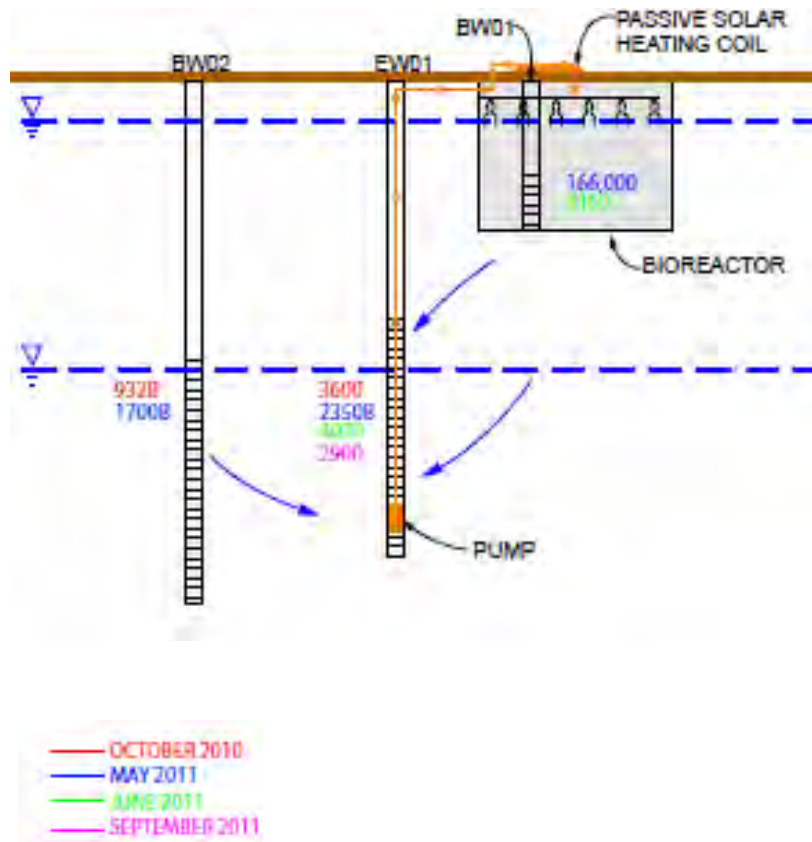 PASSIVE SOLAR
HEATING COIL
BW01
BW02
EW01
166,000
BIOREACTOR
932B
1700B
3600
2350B
2900
PUMP
OCTOBER 2010
MAY 2011
JUNE 2011
SEPTEMBER 2011